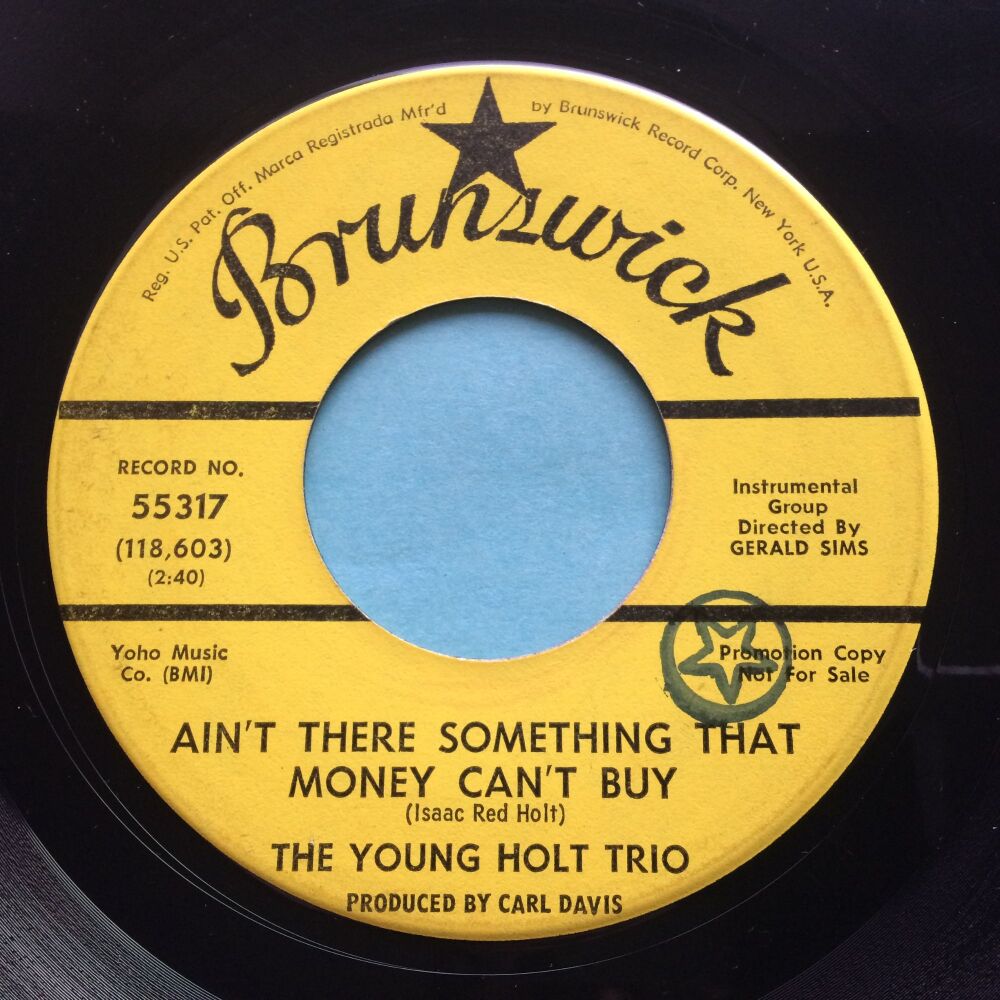 Reg. U.S. Pat. Off. Marca Registrada Mfr'd by Brunswick Record Corp. New York U.S.A.
Brunswick
RECORD NO.
55317
(118,603)
(2:40)
Instrumental
Group
Directed By
GERALD SIMS
Yoho Music
Co. (BMI)
Promotion Copy
Not For Sale
AIN'T THERE SOMETHING THAT
MONEY CAN'T BUY
(Isaac Red Holt)
THE YOUNG HOLT TRIO
PRODUCED BY CARL DAVIS